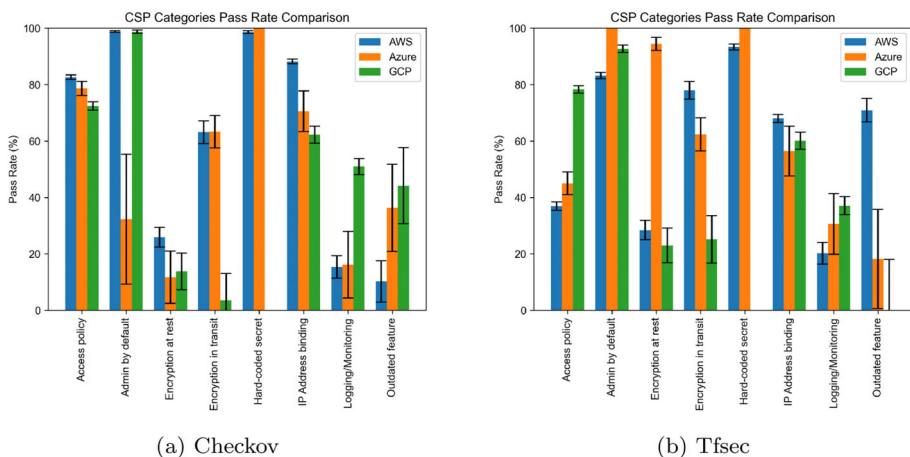 CSP Categories Pass Rate Comparison
Pass Rate (%)
100
80
60
40
20
0
AWS
Azure
GCP
Access policy
Admin by default
Encryption at rest
Encryption in transit
Hard-coded secret
IP Address binding
Logging/Monitoring
Outdated feature
(a) Checkov
CSP Categories Pass Rate Comparison
Pass Rate (%)
100
80
60
40
20
0
AWS
Azure
GCP
Access policy
Admin by default
Encryption at rest
Encryption in transit
Hard-coded secret
IP Address binding
Logging/Monitoring
Outdated feature
(b) Tfsec